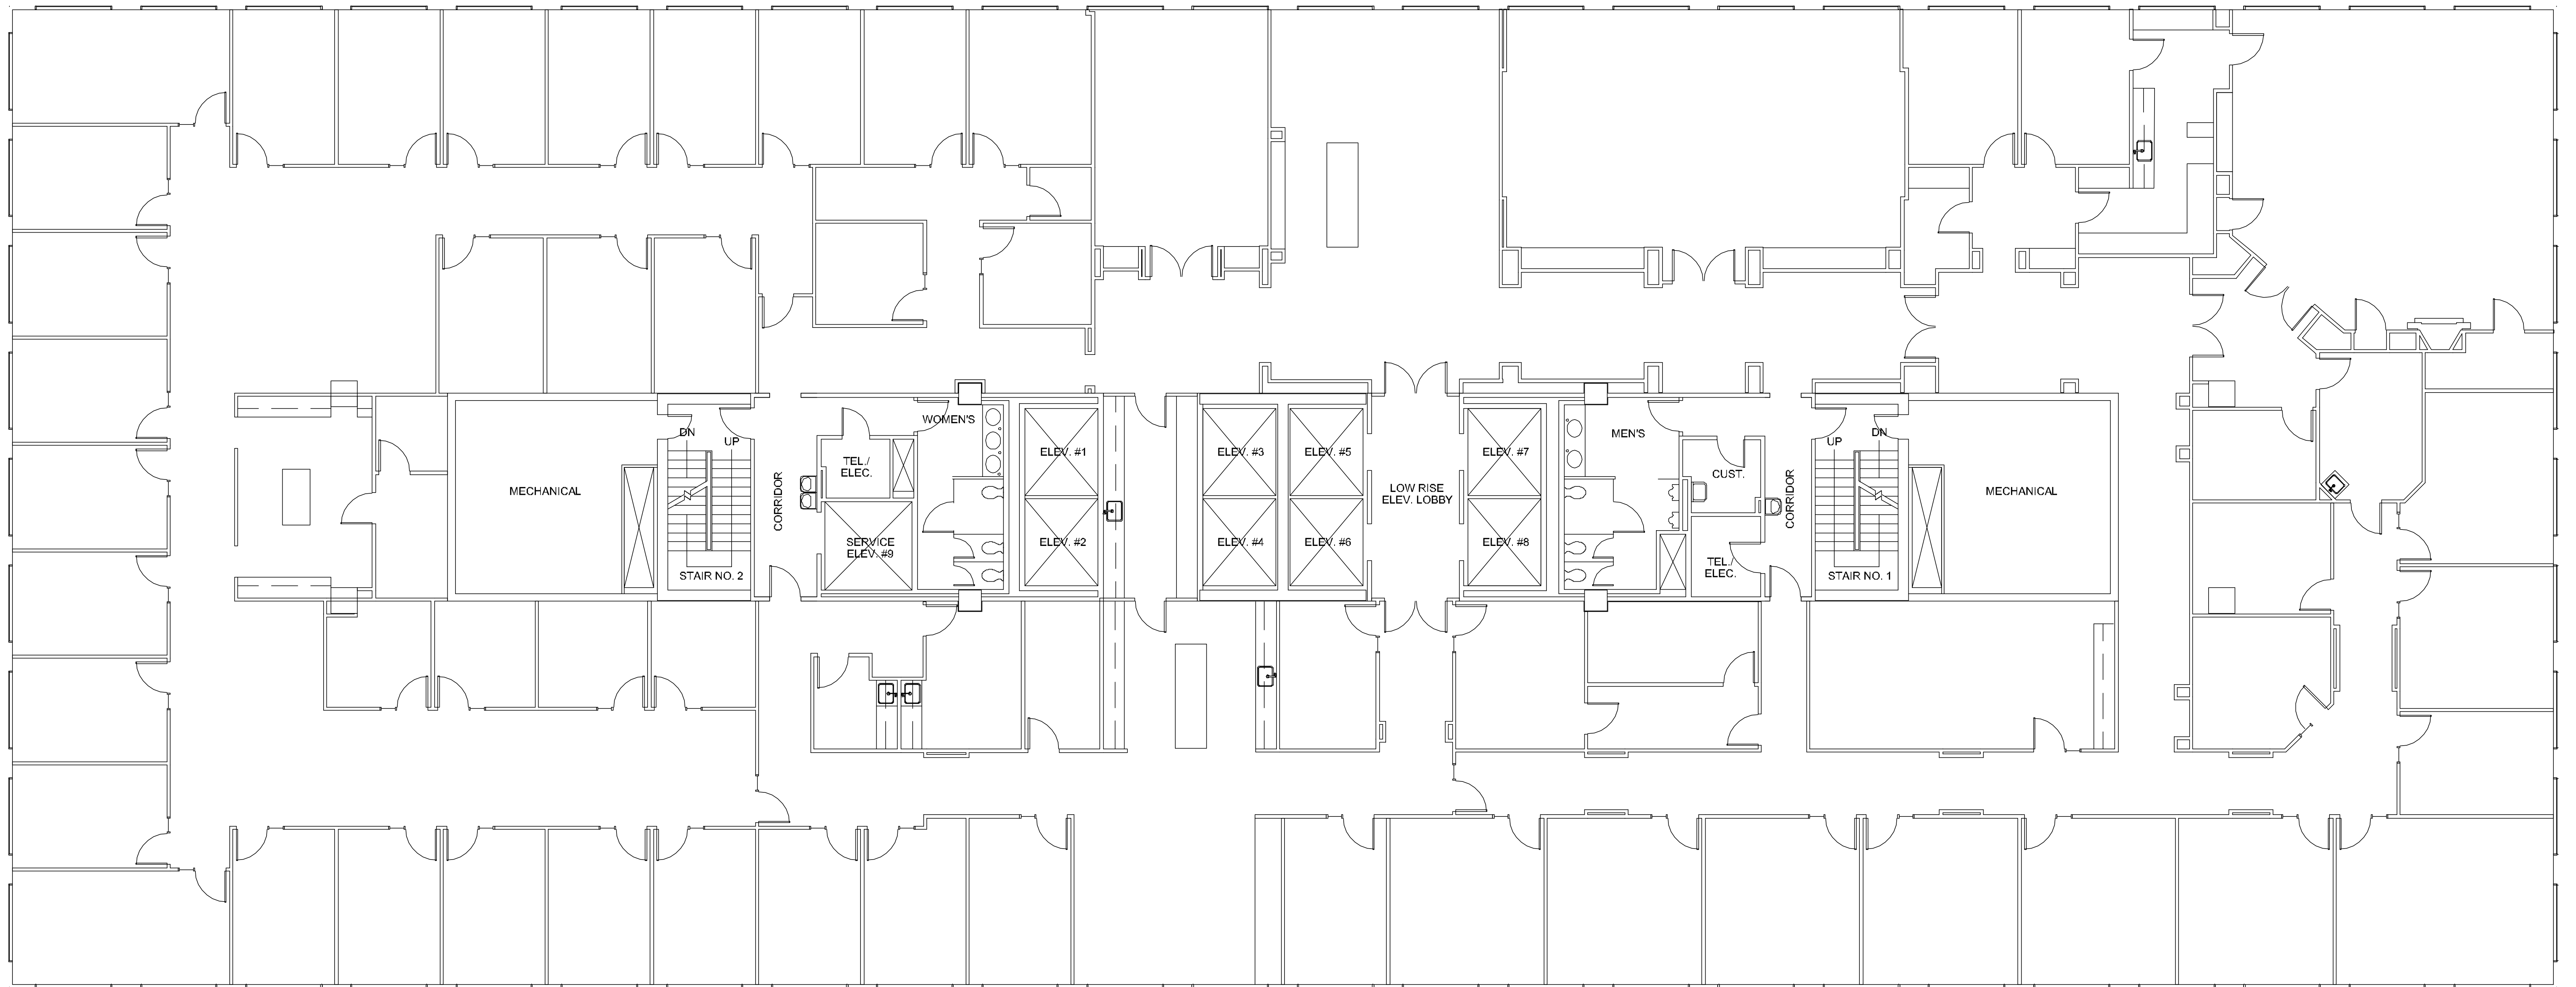 MECHANICAL
DN
UP
STAIR NO. 2
CORRIDOR
TEL./
ELEC.
SERVICE
ELEV. #9
WOMEN'S
ELEV. #1
ELEV. #2
ELEV. #3
ELEV. #4
ELEV. #5
ELEV. #6
LOW RISE
ELEV. LOBBY
ELEV. #7
ELEV. #8
MEN'S
CUST.
TEL./
ELEC.
CORRIDOR
UP
DN
STAIR NO. 1
MECHANICAL